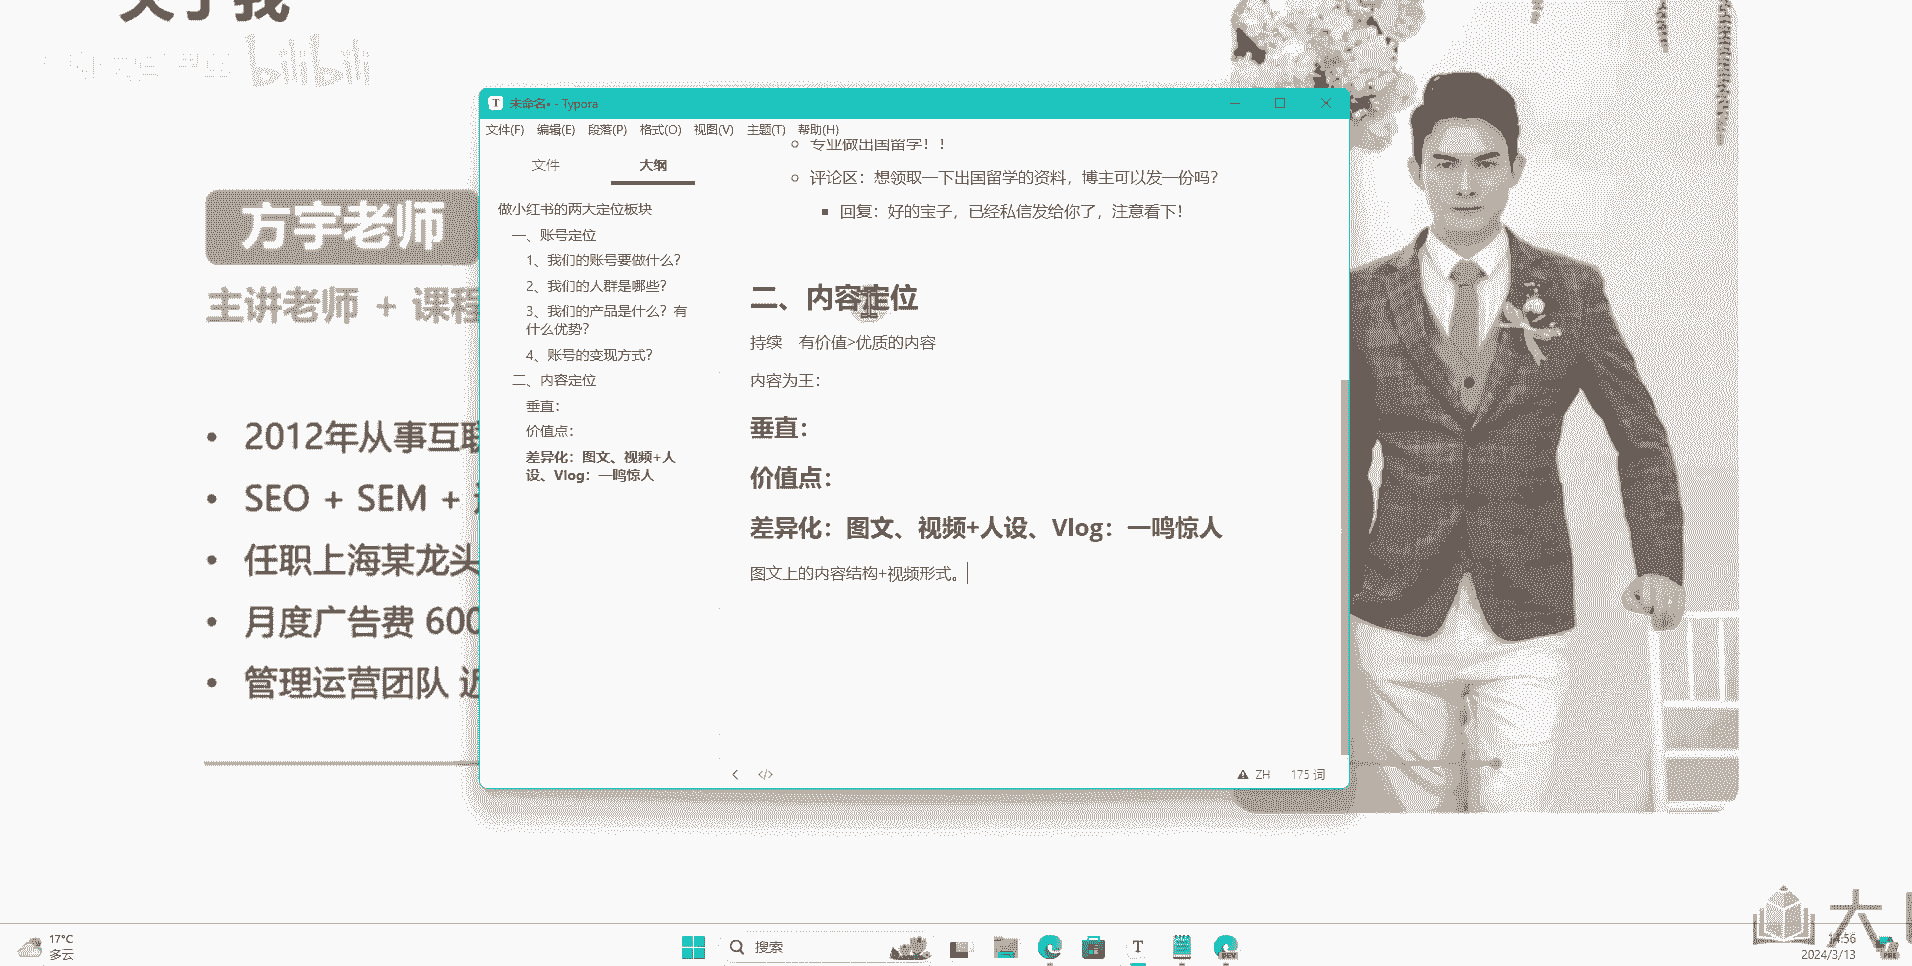 关于我
bilibili
方宇老师
主讲老师 + 课程
2012年从事互联
SEO + SEM +
任职上海某龙头
月度广告费 600
管理运营团队 近
未命名• - Typora
文件(F) 编辑(E) 段落(P) 格式(O) 视图(V) 主题(T) 帮助(H)
文件 大纲
做小红书的两大定位板块
一、账号定位
1、我们的账号要做什么?
2、我们的人群是哪些?
3、我们的产品是什么? 有
什么优势?
4、账号的变现方式?
二、内容定位
垂直:
价值点:
差异化: 图文、视频+人
设、Vlog: 一鸣惊人
专业做出国留学! !
评论区: 想领取一下出国留学的资料, 博主可以发一份吗?
回复: 好的宝子, 已经私信发给你了, 注意看下!
二、内容定位
持续 有价值>优质的内容
内容为王:
垂直:
价值点:
差异化: 图文、视频+人设、Vlog: 一鸣惊人
图文上的内容结构+视频形式。
ZH 175 词
17°C
多云
搜索
14:56
2024/3/13
大